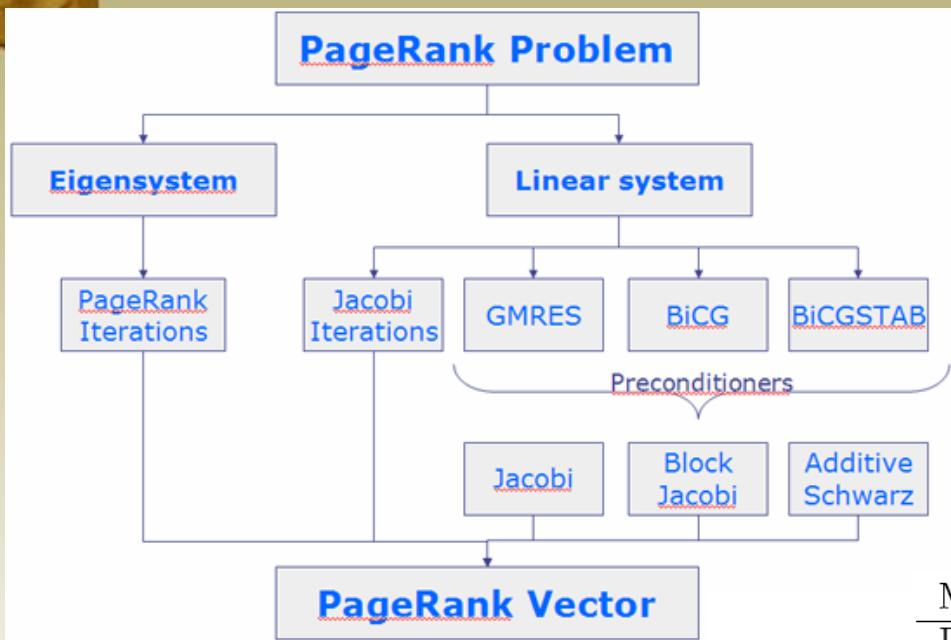 PageRank Problem
Eigensystem
Linear system
PageRank
Iterations
Jacobi
Iterations
GMRES
BiCG
BiCGSTAB
Preconditioners
Jacobi
Block
Jacobi
Additive
Schwarz
PageRank Vector